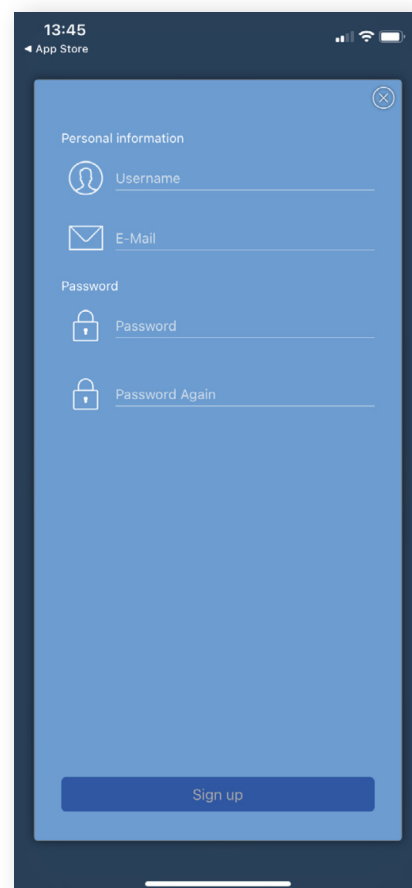 13:45
◀ App Store
Personal information
Username
E-Mail
Password
Password
Password Again
Sign up